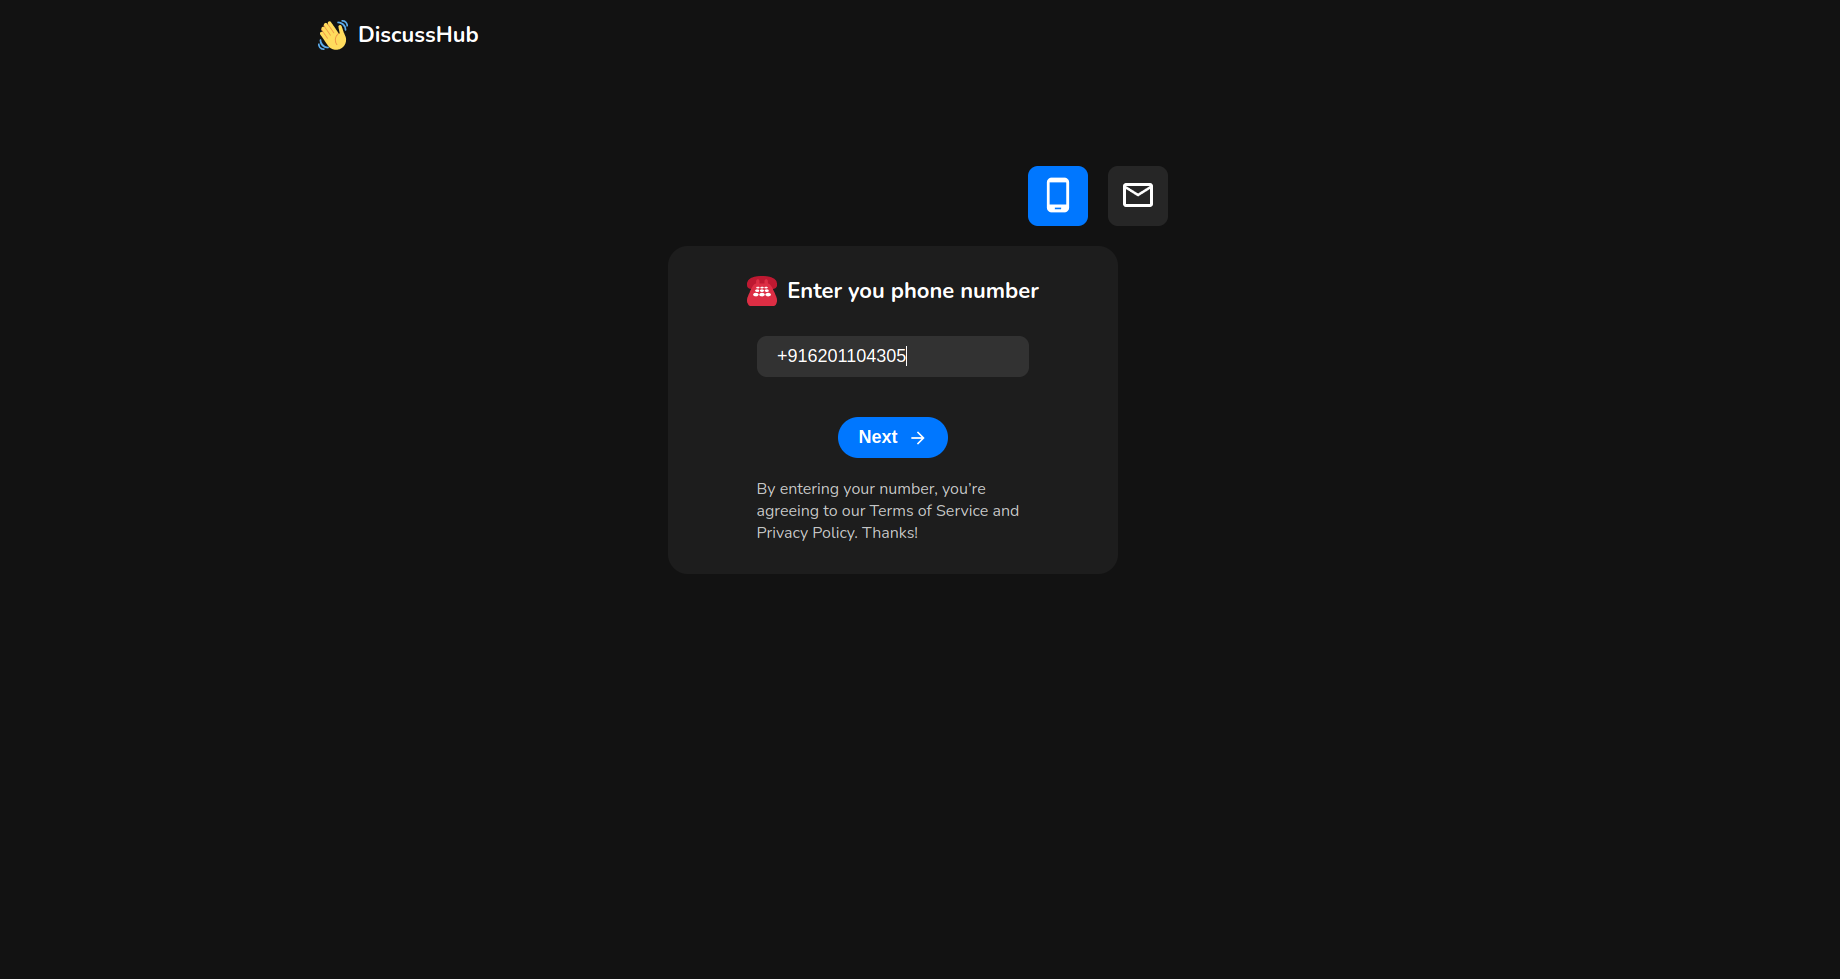 DiscussHub
Enter you phone number
+916201104305
Next
By entering your number, you’re
agreeing to our Terms of Service and
Privacy Policy. Thanks!